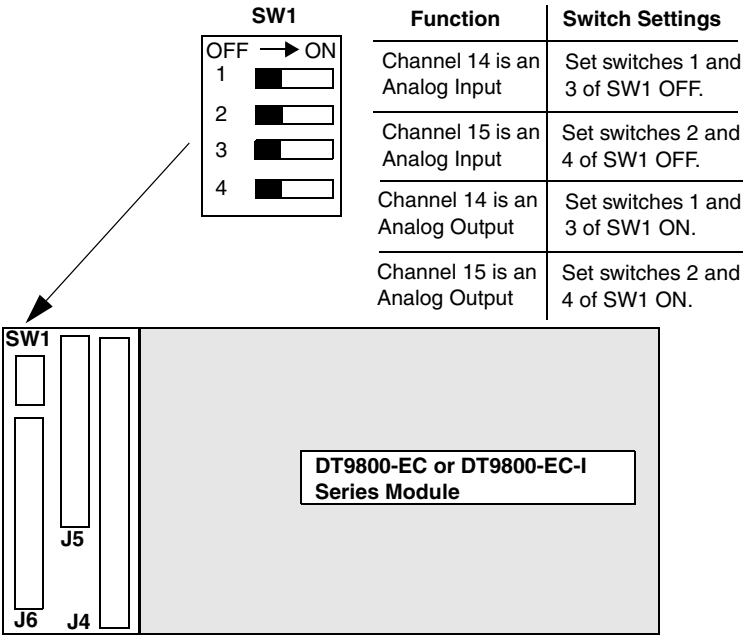 SW1
OFF ON
1
2
3
4
Function Switch Settings
Channel 14 is an Set switches 1 and
Analog Input 3 of SW1 OFF.
Channel 15 is an Set switches 2 and
Analog Input 4 of SW1 OFF.
Channel 14 is an Set switches 1 and
Analog Output 3 of SW1 ON.
Channel 15 is an Set switches 2 and
Analog Output 4 of SW1 ON.
SW1
DT9800-EC or DT9800-EC-I
Series Module
J5
J6 J4